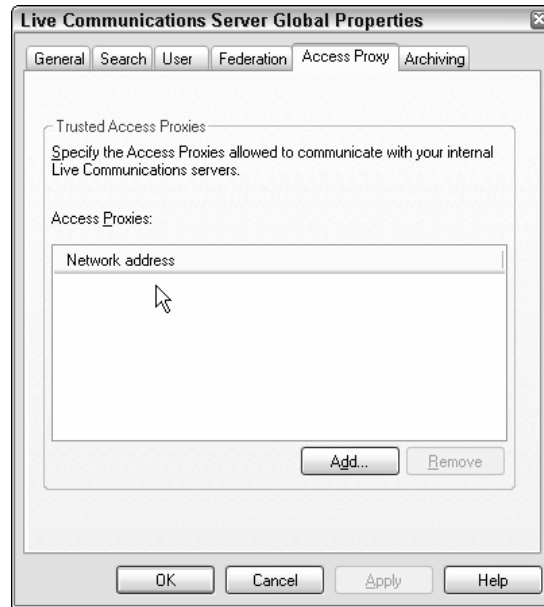 Live Communications Server Global Properties
General Search User Federation Access Proxy Archiving
Trusted Access Proxies
Specify the Access Proxies allowed to communicate with your internal
Live Communications servers.
Access Proxies:
Network address
Add... Remove
OK Cancel Apply Help